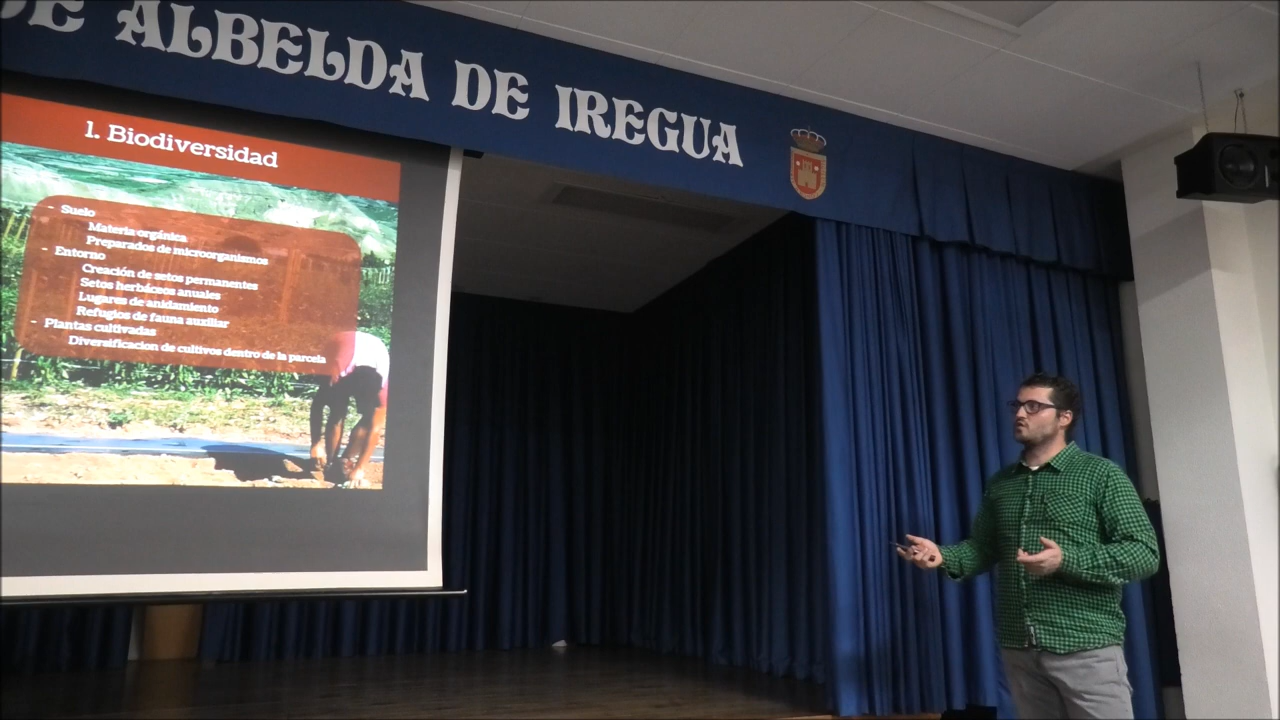 DE ALBELDA DE IREGUA
1. Biodiversidad
- Suelo
Materia orgánica
Preparados de microorganismos
- Entorno
Creación de setos permanentes
Setos herbáceos anuales
Lugares de anidamiento
Refugios de fauna auxiliar
- Plantas cultivadas
Diversificacion de cultivos dentro de la parcela